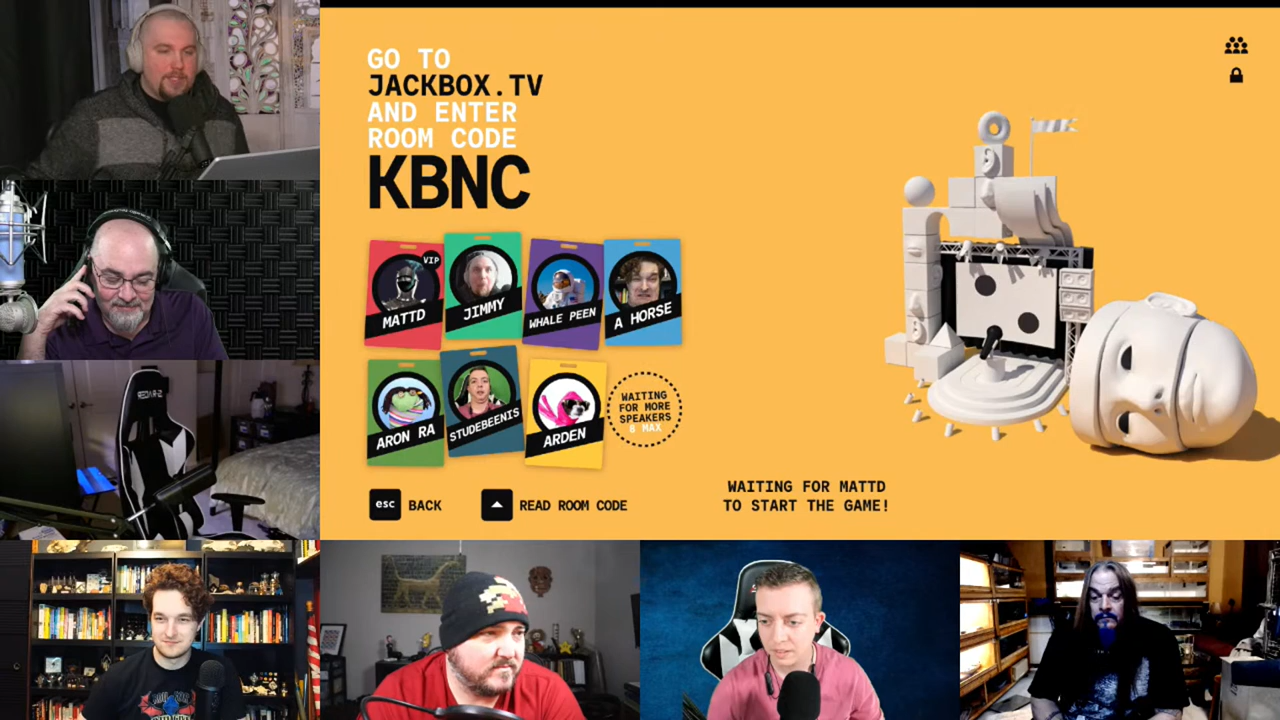 GO TO
JACKBOX.TV
AND ENTER
ROOM CODE
KBNC
VIP
MATTD
JIMMY
WHALE PEEN
A HORSE
ARON RA
STUDEBEENIS
ARDEN
WAITING
FOR MORE
SPEAKERS
8 MAX
esc BACK
READ ROOM CODE
WAITING FOR MATTD
TO START THE GAME!